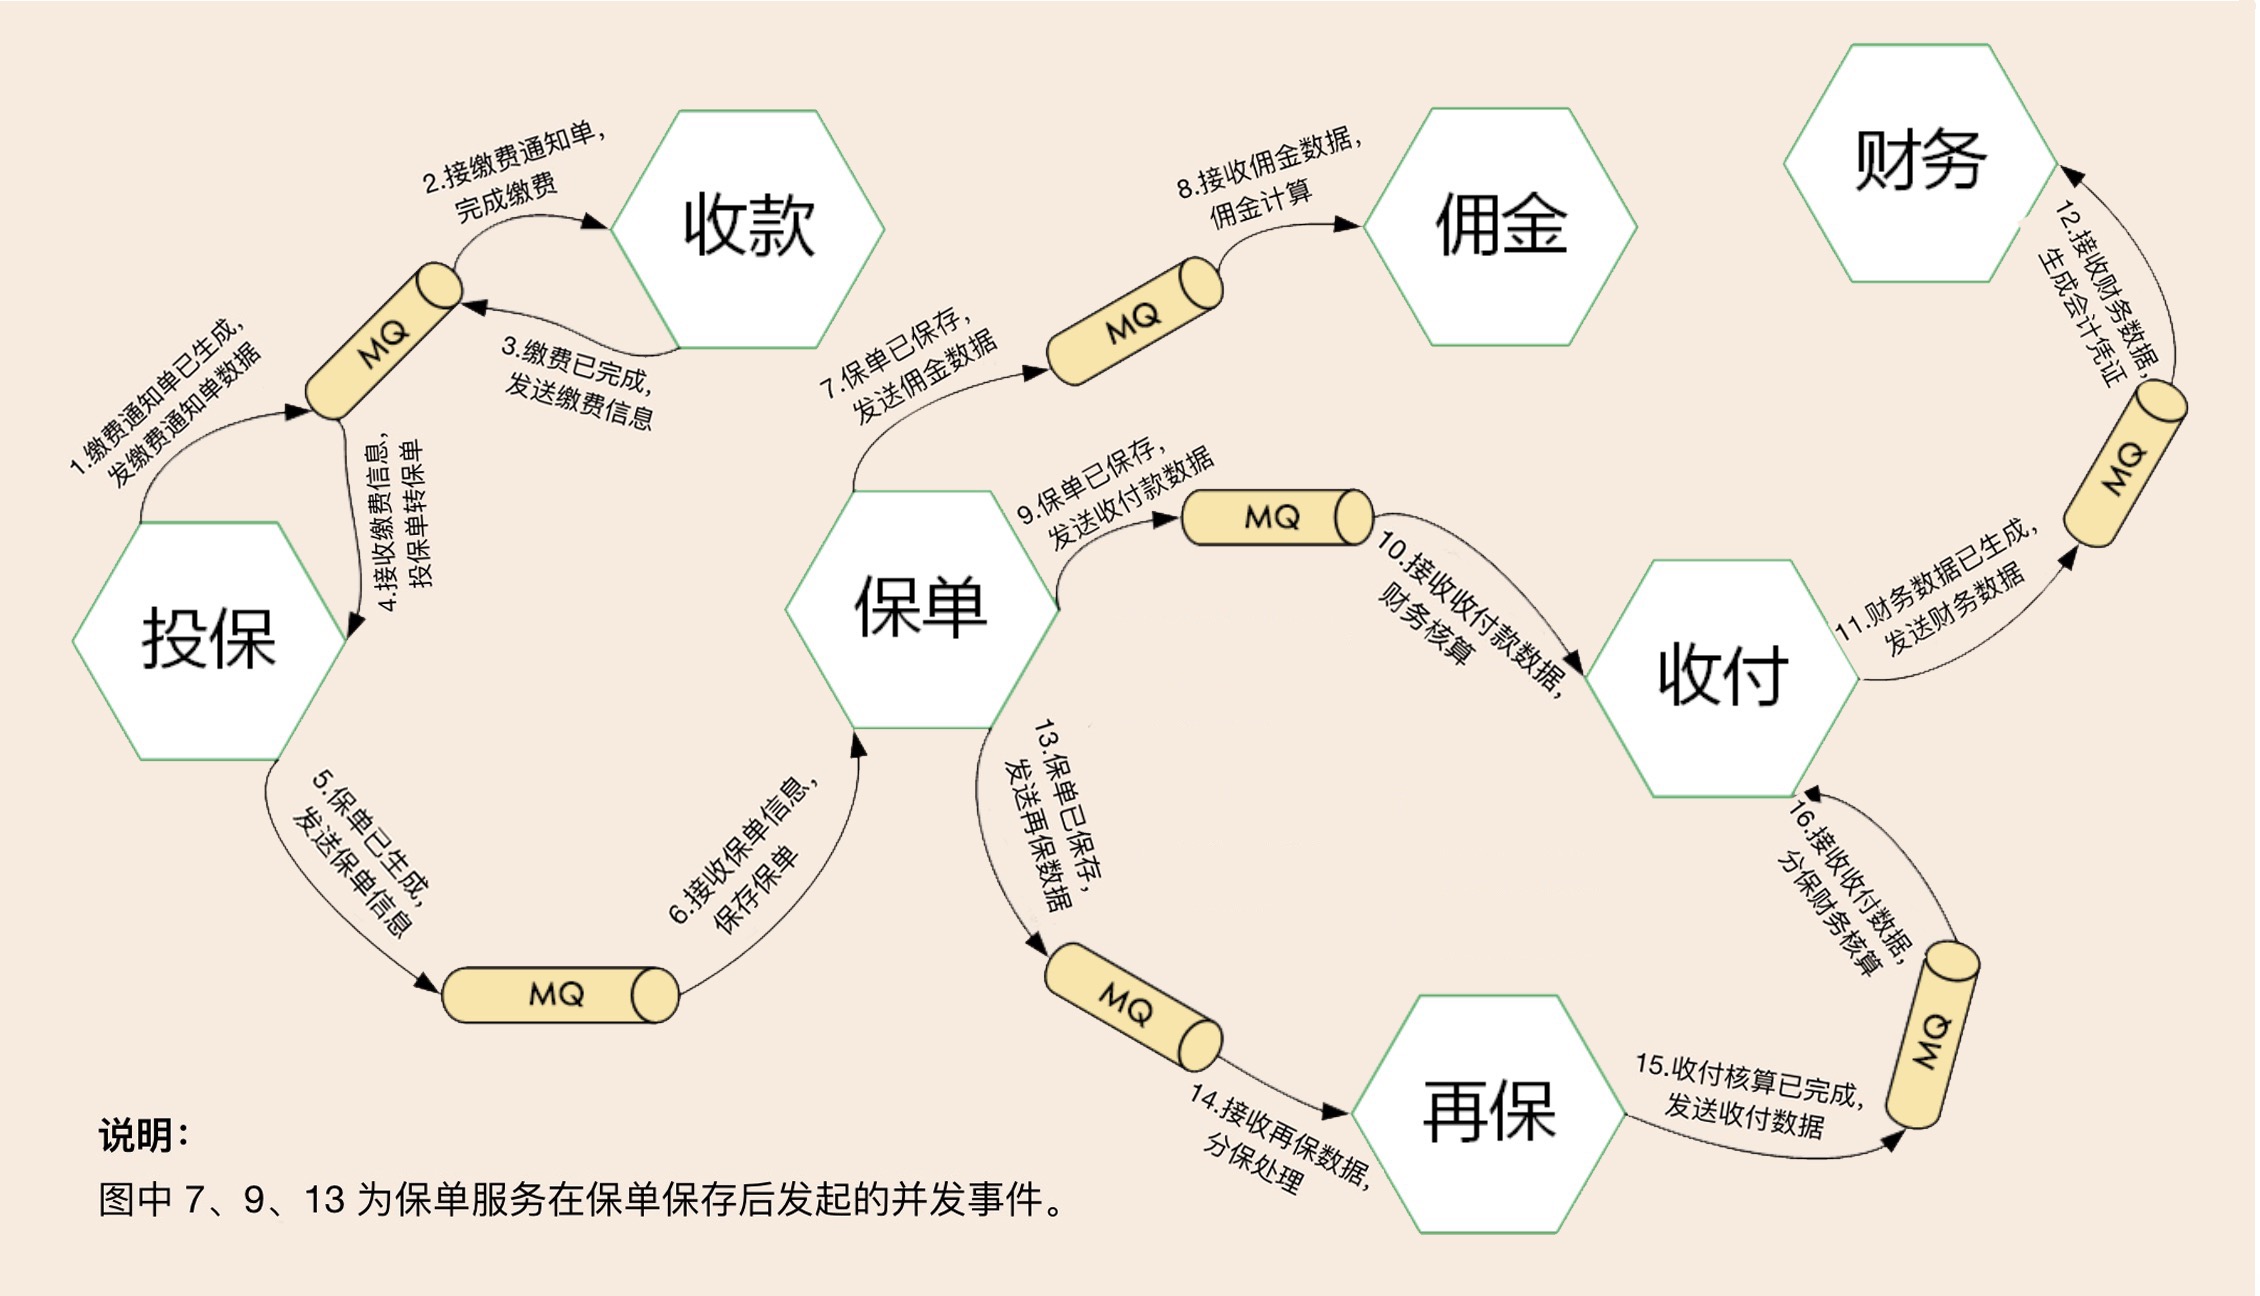 1.缴费通知单已生成,
发缴费通知单数据
2.接缴费通知单,
完成缴费
收款
MQ
3.缴费已完成,
发送缴费信息
4.接收缴费信息,
投保单转保单
投保
5.保单已生成,
发送保单信息
MQ
6.接收保单信息,
保存保单
保单
7.保单已保存,
发送佣金数据
MQ
8.接收佣金数据,
佣金计算
佣金
9.保单已保存,
发送收付款数据
MQ
10.接收收付款数据,
财务核算
收付
11.财务数据已生成,
发送财务数据
MQ
12.接收财务数据,
生成会计凭证
财务
13.保单已保存,
发送再保数据
MQ
14.接收再保数据,
分保处理
再保
15.收付核算已完成,
发送收付数据
MQ
16.接收收付数据,
分保财务核算
说明：
图中 7、9、13 为保单服务在保单保存后发起的并发事件。